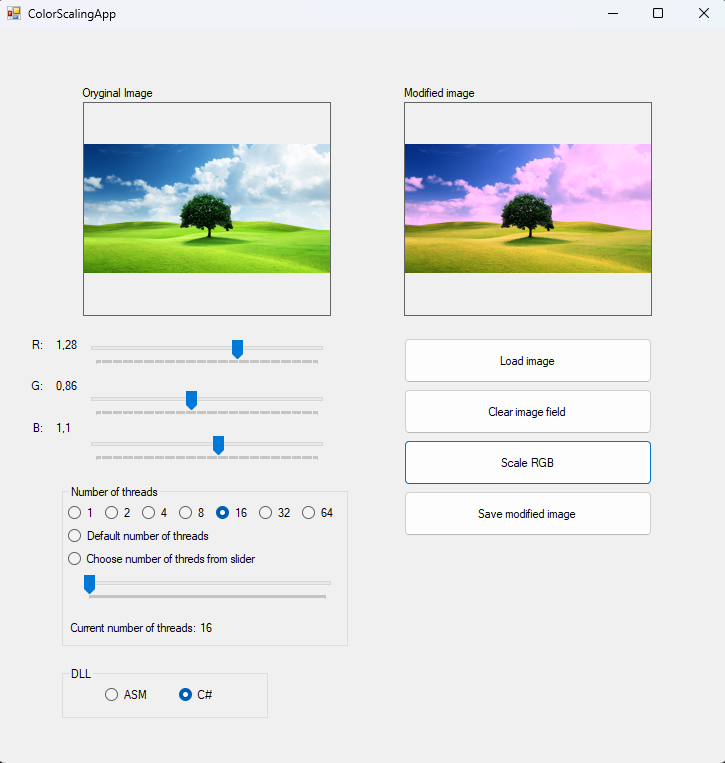 ColorScalingApp
Oryginal Image
Modified image
R: 1,28
G: 0,86
B: 1,1
Load image
Clear image field
Scale RGB
Save modified image
Number of threads
1 2 4 8 16 32 64
Default number of threads
Choose number of threds from slider
Current number of threads: 16
DLL
ASM C#